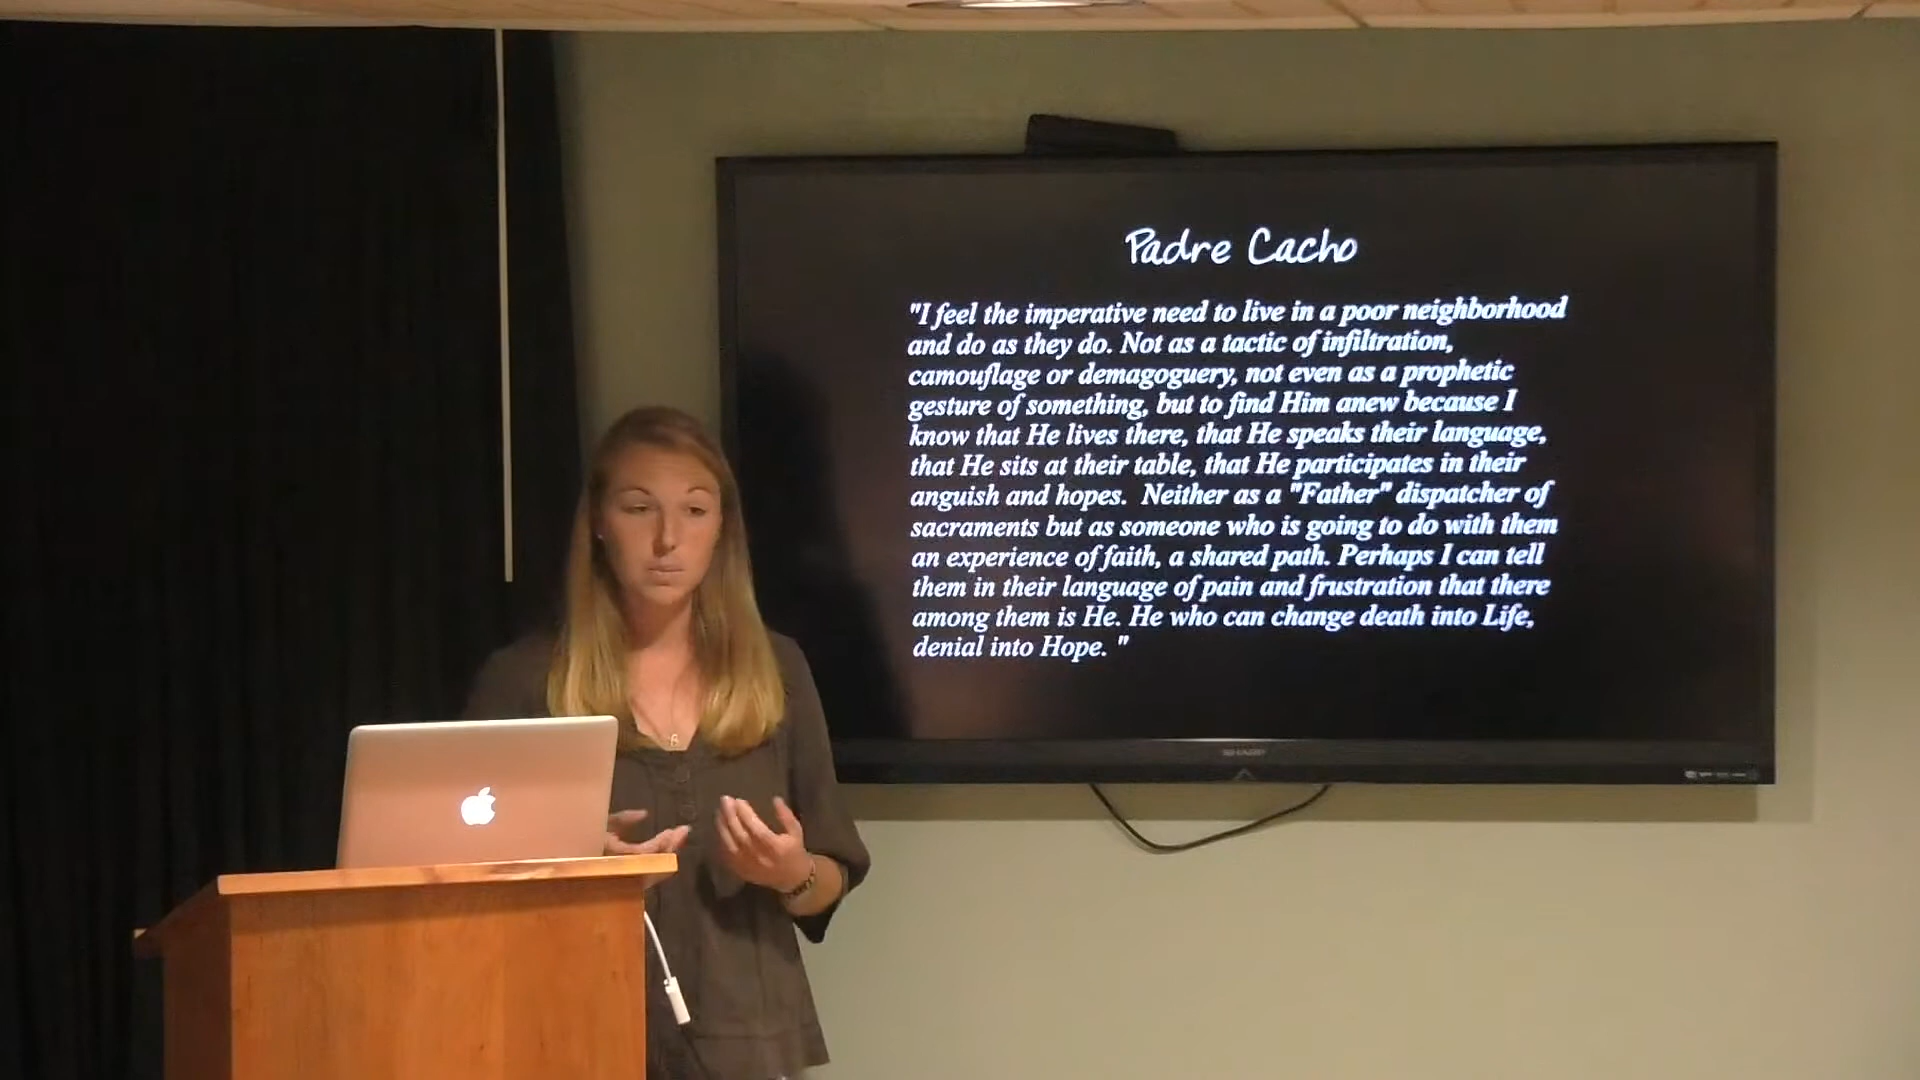 Padre Cacho
"I feel the imperative need to live in a poor neighborhood
and do as they do. Not as a tactic of infiltration,
camouflage or demagoguery, not even as a prophetic
gesture of something, but to find Him anew because I
know that He lives there, that He speaks their language,
that He sits at their table, that He participates in their
anguish and hopes.  Neither as a "Father" dispatcher of
sacraments but as someone who is going to do with them
an experience of faith, a shared path. Perhaps I can tell
them in their language of pain and frustration that there
among them is He. He who can change death into Life,
denial into Hope. "